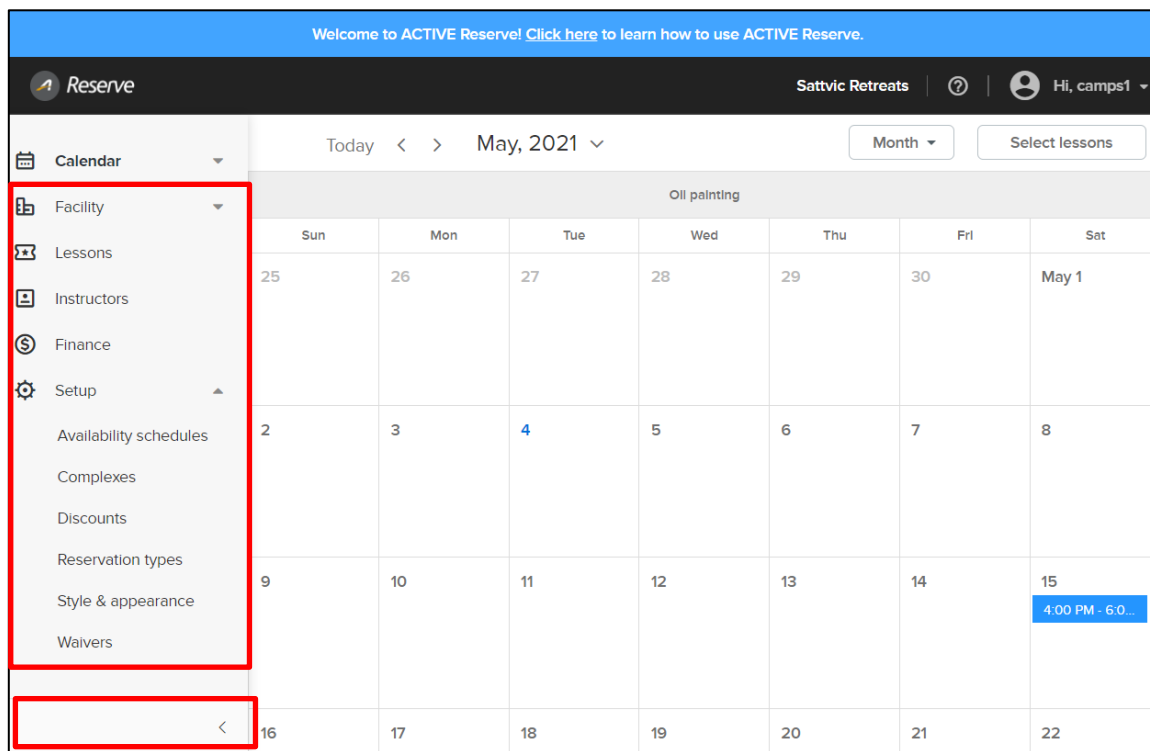 Welcome to ACTIVE Reserve! Click here to learn how to use ACTIVE Reserve.
Reserve
Sattvic Retreats
Hi, camps1
Calendar
Facility
Lessons
Instructors
Finance
Setup
Availability schedules
Complexes
Discounts
Reservation types
Style & appearance
Waivers
Today < > May, 2021
Month
Select lessons
Oil painting
Sun Mon Tue Wed Thu Fri Sat
25 26 27 28 29 30 May 1
2 3 4 5 6 7 8
9 10 11 12 13 14 15
4:00 PM - 6:0...
16 17 18 19 20 21 22